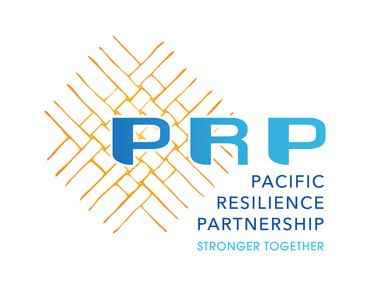 PRP
PACIFIC
RESILIENCE
PARTNERSHIP
STRONGER TOGETHER